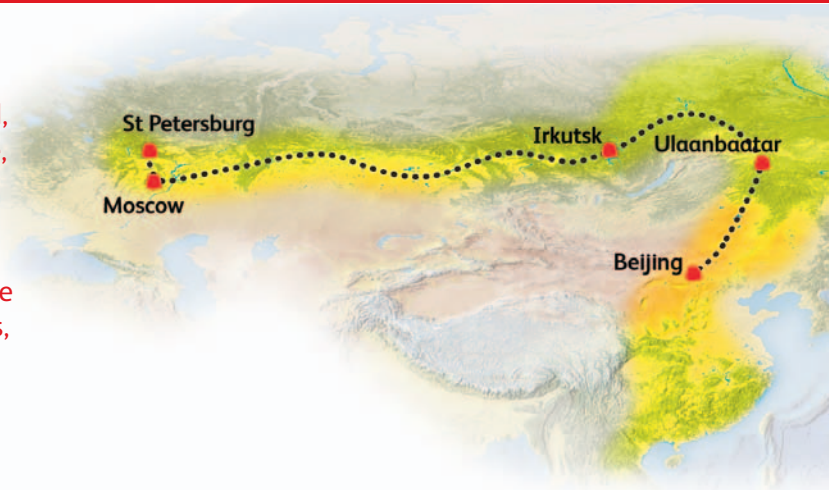 St Petersburg
Irkutsk
Ulaanbaatar
Moscow
Beijing
e
s,